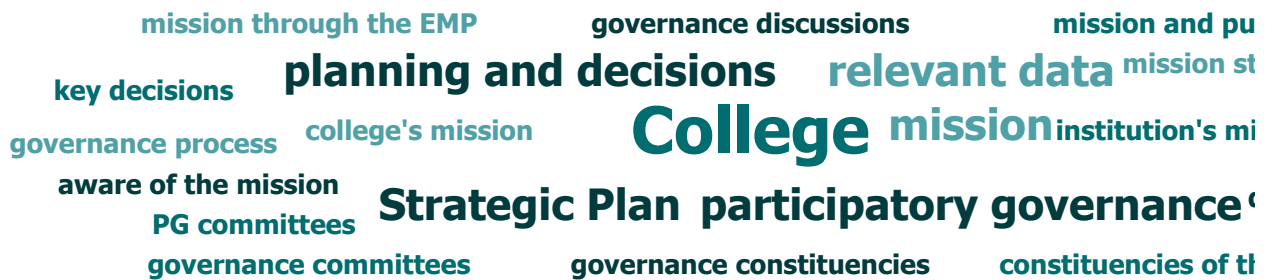 mission through the EMP governance discussions mission and pu
planning and decisions relevant data mission st
key decisions
College mission institution's mi
governance process college's mission
aware of the mission
Strategic Plan participatory governance
PG committees
governance committees governance constituencies constituencies of th